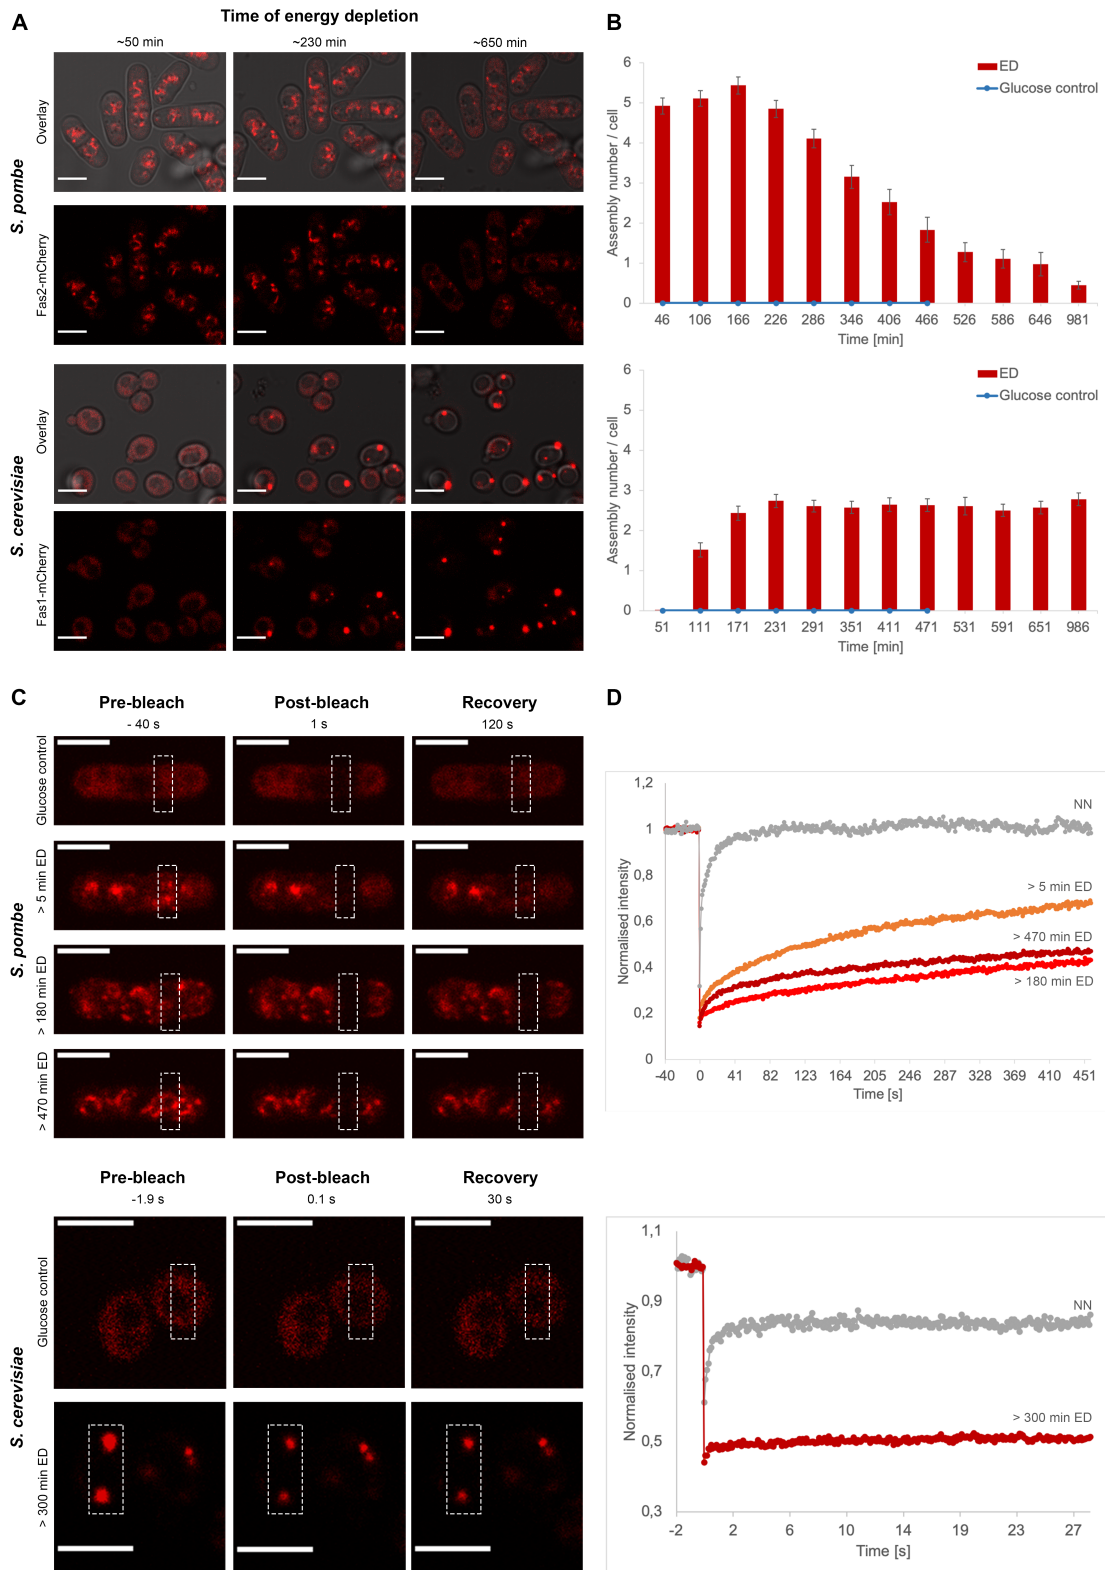 A
Time of energy depletion
~50 min
~230 min
~650 min
S. pombe
Overlay
Fas2-mCherry
S. cerevisiae
Overlay
Fas1-mCherry
B
6
5
4
3
2
1
0
Assembly number / cell
ED
Glucose control
46 106 166 226 286 346 406 466 526 586 646 981
Time [min]
6
5
4
3
2
1
0
Assembly number / cell
ED
Glucose control
51 111 171 231 291 351 411 471 531 591 651 986
Time [min]
C
Pre-bleach
Post-bleach
Recovery
- 40 s
1 s
120 s
S. pombe
Glucose control
> 5 min ED
> 180 min ED
> 470 min ED
Pre-bleach
Post-bleach
Recovery
-1.9 s
0.1 s
30 s
S. cerevisiae
Glucose control
> 300 min ED
D
1,2
1
0,8
0,6
0,4
0,2
0
Normalised intensity
NN
> 5 min ED
> 470 min ED
> 180 min ED
-40 0 41 82 123 164 205 246 287 328 369 410 451
Time [s]
1,1
0,9
0,7
0,5
0,3
Normalised intensity
NN
> 300 min ED
-2 2 6 10 14 19 23 27
Time [s]